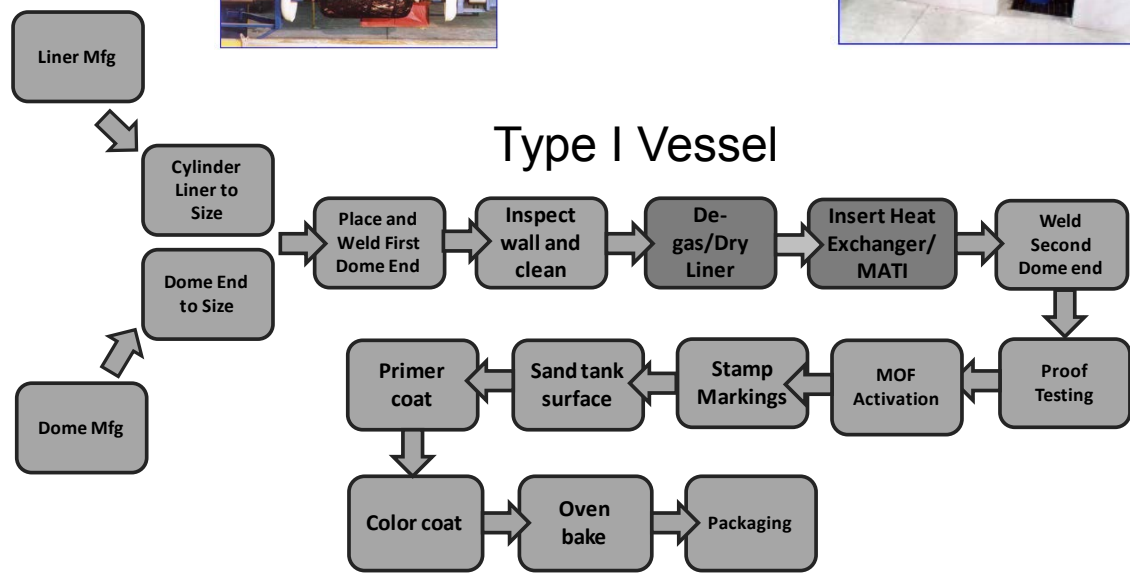 Liner Mfg
Type I Vessel
Cylinder
Liner to
Size
Dome End
to Size
Dome Mfg
Place and
Weld First
Dome End
Inspect
wall and
clean
De-
gas/Dry
Liner
Insert Heat
Exchanger/
MATI
Weld
Second
Dome end
Proof
Testing
MOF
Activation
Stamp
Markings
Sand tank
surface
Primer
coat
Color coat
Oven
bake
Packaging